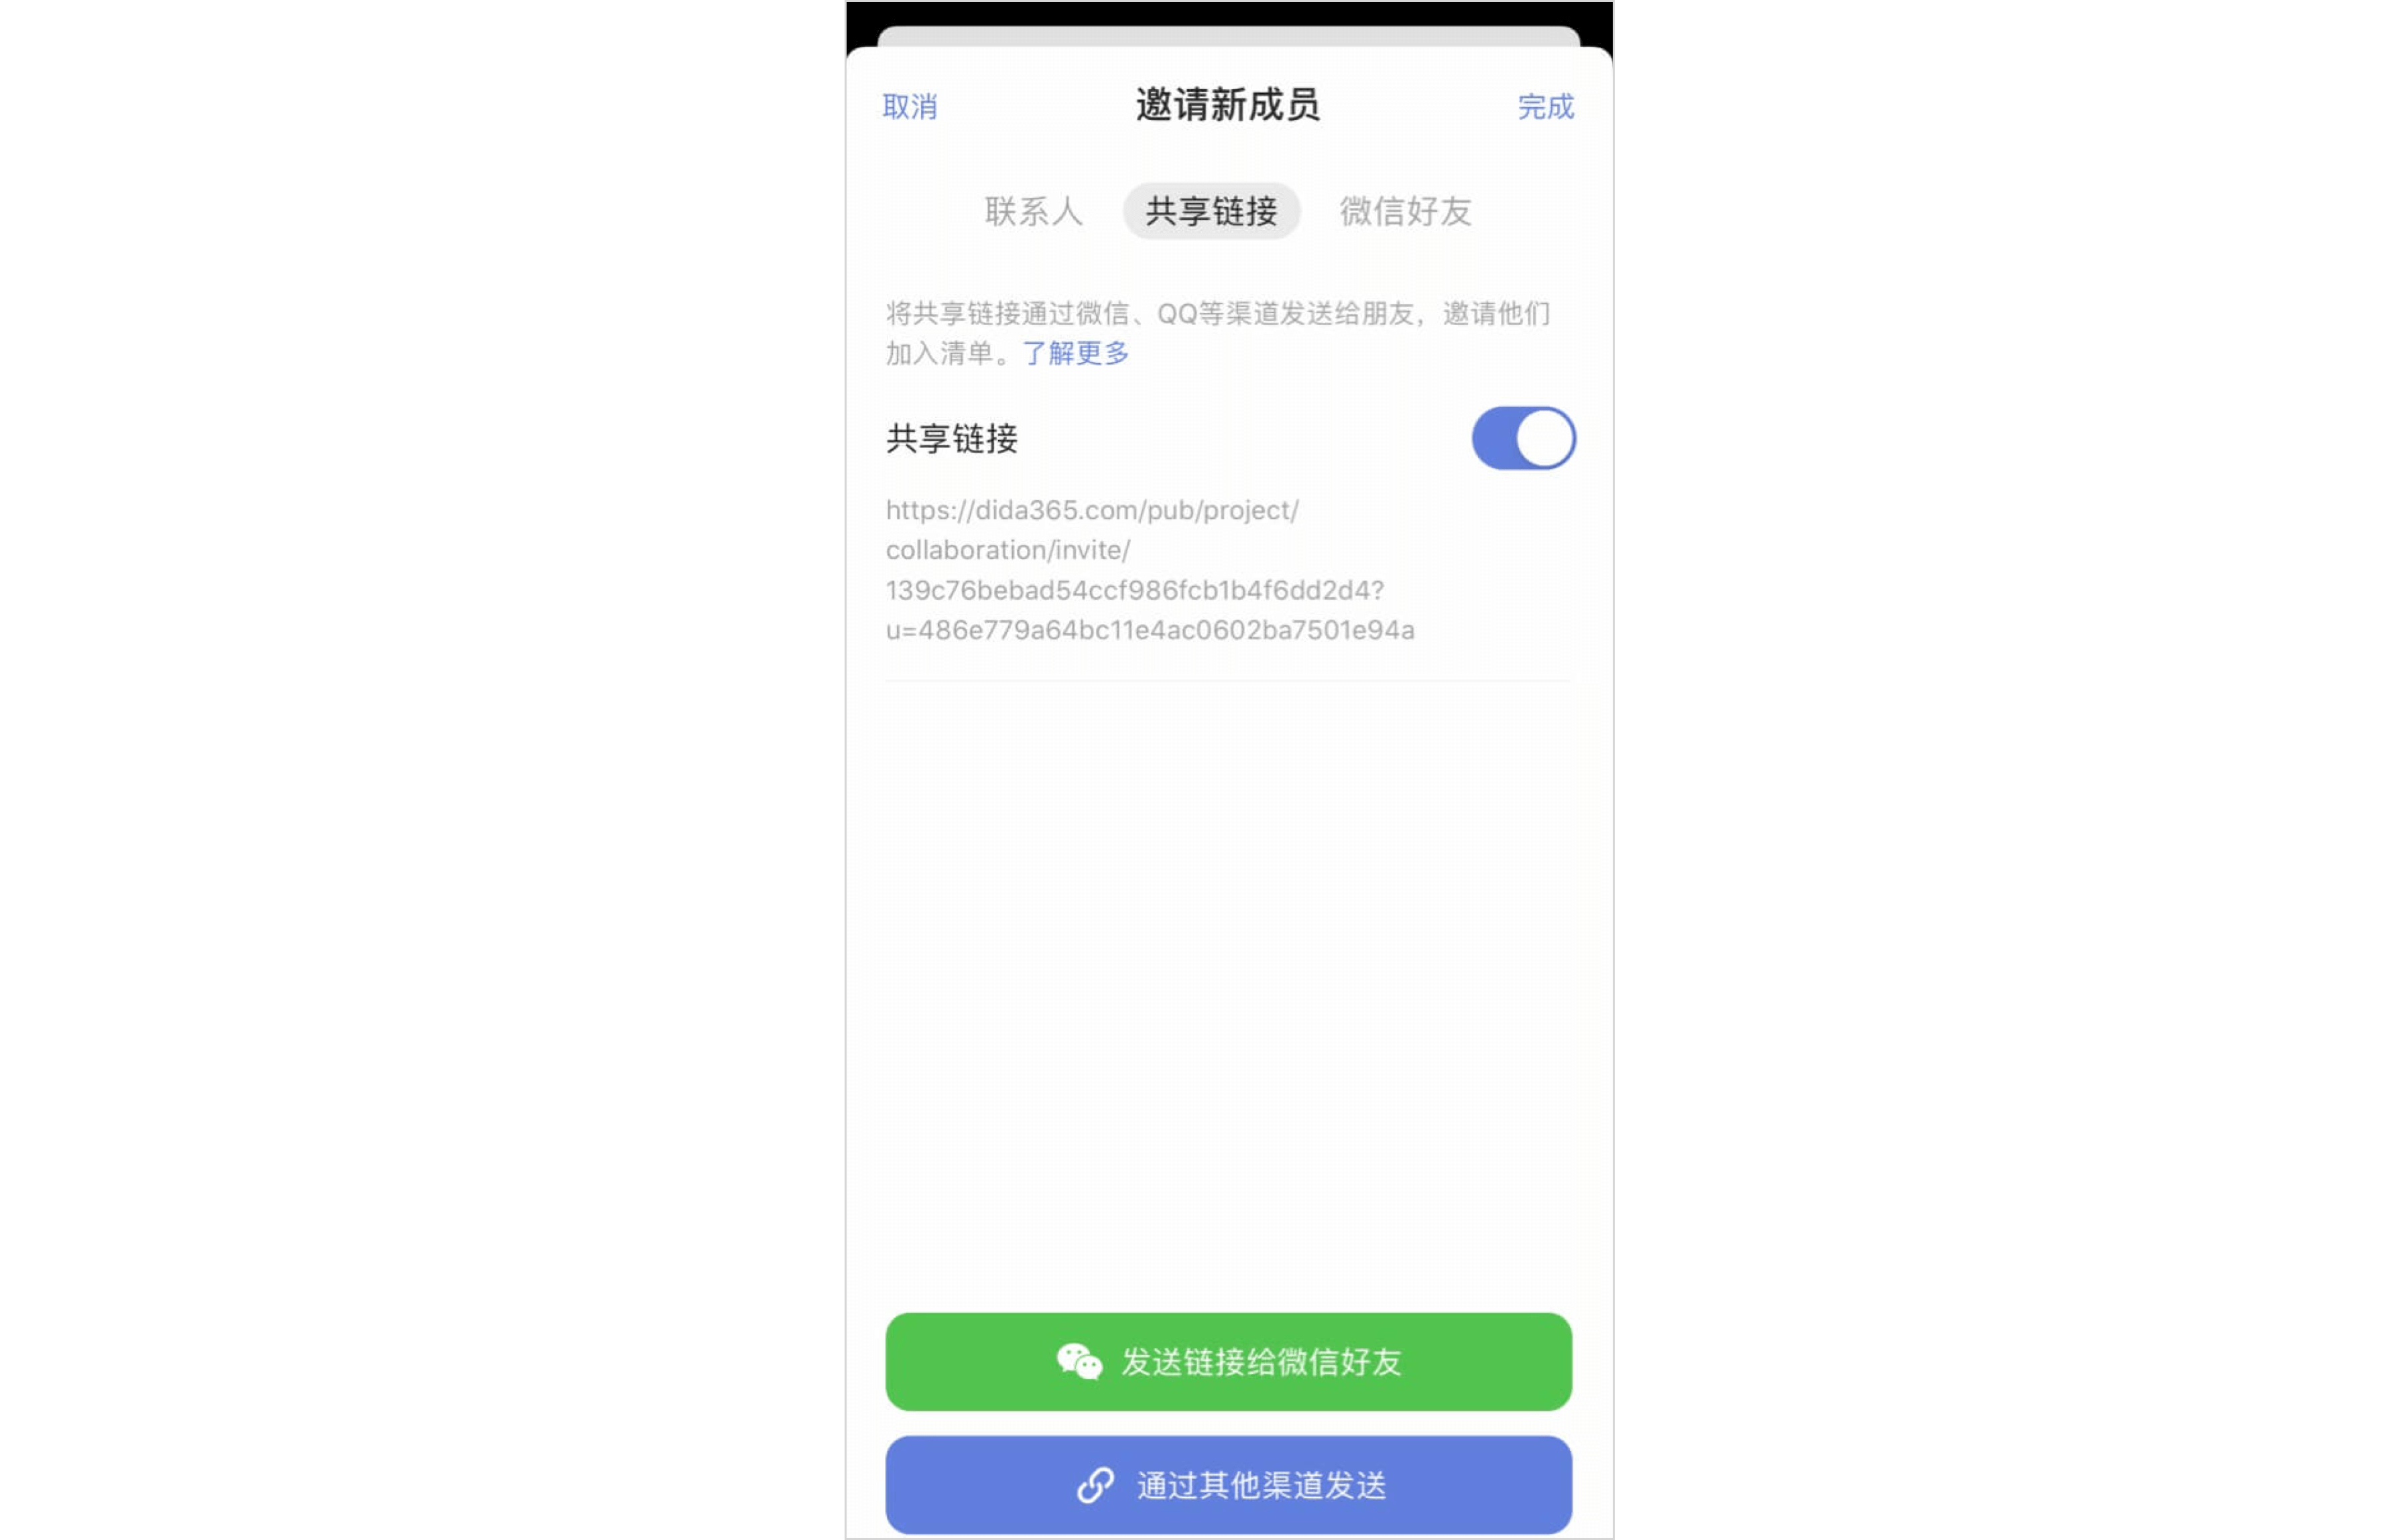 取消 邀请新成员 完成
联系人 共享链接 微信好友
将共享链接通过微信、QQ等渠道发送给朋友，邀请他们
加入清单。了解更多
共享链接
https://dida365.com/pub/project/
collaboration/invite/
139c76bebad54ccf986fcb1b4f6dd2d4?
u=486e779a64bc11e4ac0602ba7501e94a
发送链接给微信好友
通过其他渠道发送